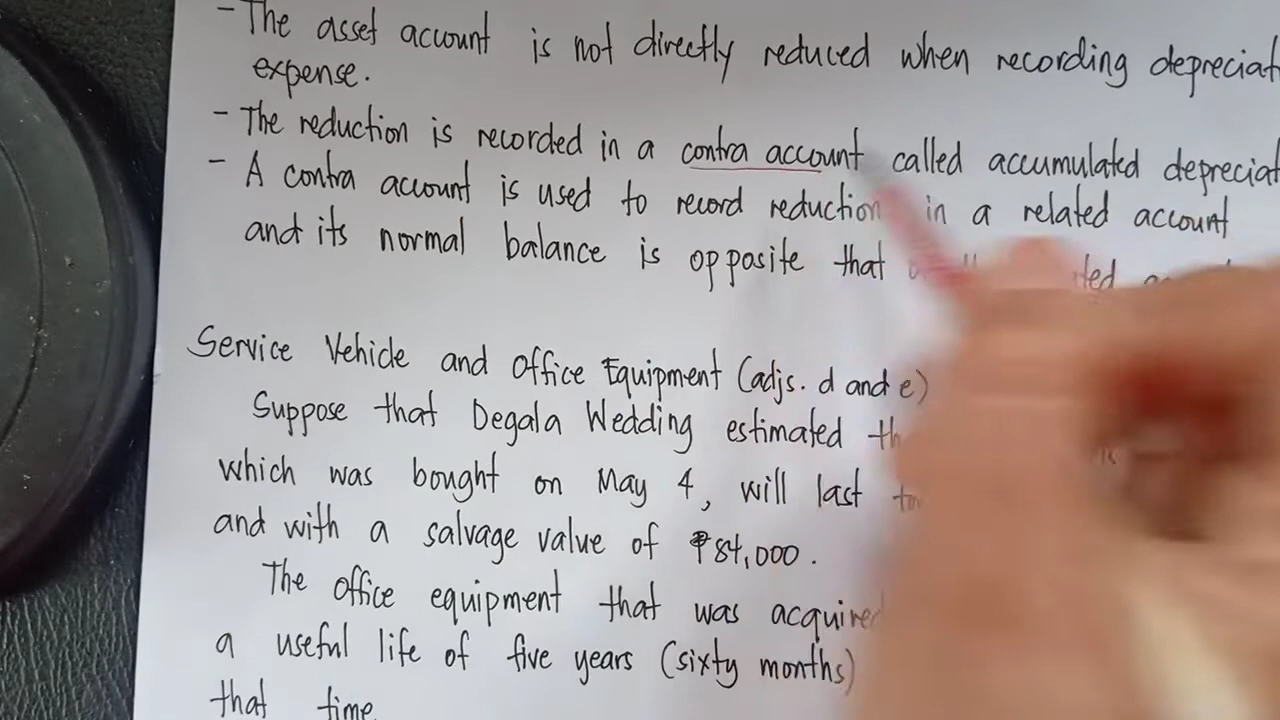 - The asset account is not directly reduced when recording depreciat
expense.
- The reduction is recorded in a contra account called accumulated depreciat
- A contra account is used to record reduction in a related account
and its normal balance is opposite that
Service Vehicle and Office Equipment (adjs. d and e)
Suppose that Degala Wedding estimated
which was bought on May 4, will last
and with a salvage value of ₱84,000.
The office equipment that was acquired
a useful life of five years (sixty months)
that time.